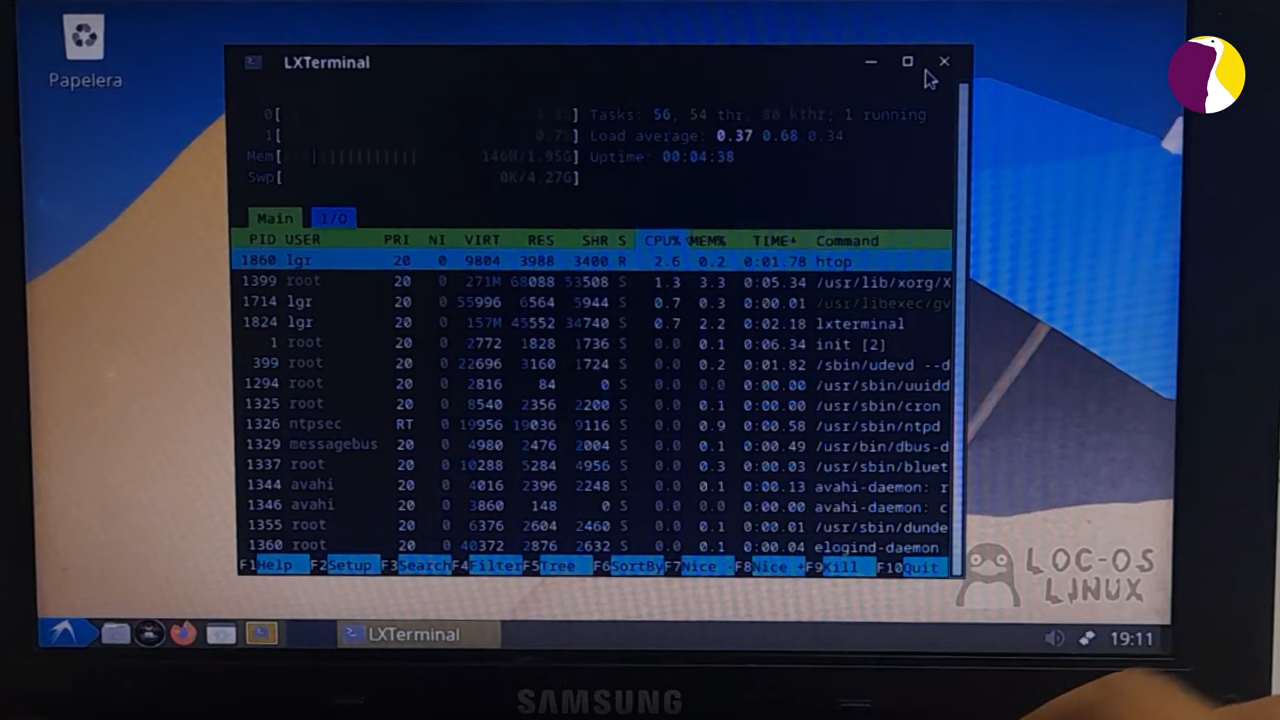 Papelera
LXTerminal
0[ 3.3%] Tasks: 56, 54 thr, 80 kthr; 1 running
1[ 0.7%] Load average: 0.37 0.68 0.34
Mem[||||||||||||| 146M/1.95G] Uptime: 00:04:38
Swp[ 0K/4.27G]
Main I/O
PID USER PRI NI VIRT RES SHR S CPU% MEM% TIME+ Command
1860 lgr 20 0 9804 3988 3400 R 2.6 0.2 0:01.78 htop
1399 root 20 0 271M 68088 53508 S 1.3 3.3 0:05.34 /usr/lib/xorg/X
1714 lgr 20 0 55996 6564 5944 S 0.7 0.3 0:00.01 /usr/libexec/gv
1824 lgr 20 0 157M 45552 34740 S 0.7 2.2 0:02.18 lxterminal
1 root 20 0 2772 1828 1736 S 0.0 0.1 0:06.34 init [2]
399 root 20 0 22696 3160 1724 S 0.0 0.2 0:01.82 /sbin/udevd --d
1294 root 20 0 2816 84 0 S 0.0 0.0 0:00.00 /usr/sbin/uuidd
1325 root 20 0 8540 2356 2200 S 0.0 0.1 0:00.00 /usr/sbin/cron
1326 ntpsec RT 0 19956 19036 9116 S 0.0 0.9 0:00.58 /usr/sbin/ntpd
1329 messagebus 20 0 4980 2476 2004 S 0.0 0.1 0:00.49 /usr/bin/dbus-d
1337 root 20 0 10288 5284 4956 S 0.0 0.3 0:00.03 /usr/sbin/bluet
1344 avahi 20 0 4016 2396 2248 S 0.0 0.1 0:00.13 avahi-daemon: r
1346 avahi 20 0 3860 148 0 S 0.0 0.0 0:00.00 avahi-daemon: c
1355 root 20 0 6376 2604 2460 S 0.0 0.1 0:00.01 /usr/sbin/dunde
1360 root 20 0 40372 2876 2632 S 0.0 0.1 0:00.04 elogind-daemon
F1Help F2Setup F3SearchF4FilterF5Tree F6SortByF7Nice -F8Nice +F9Kill F10Quit
LOC-OS
LINUX
LXTerminal
19:11
SAMSUNG